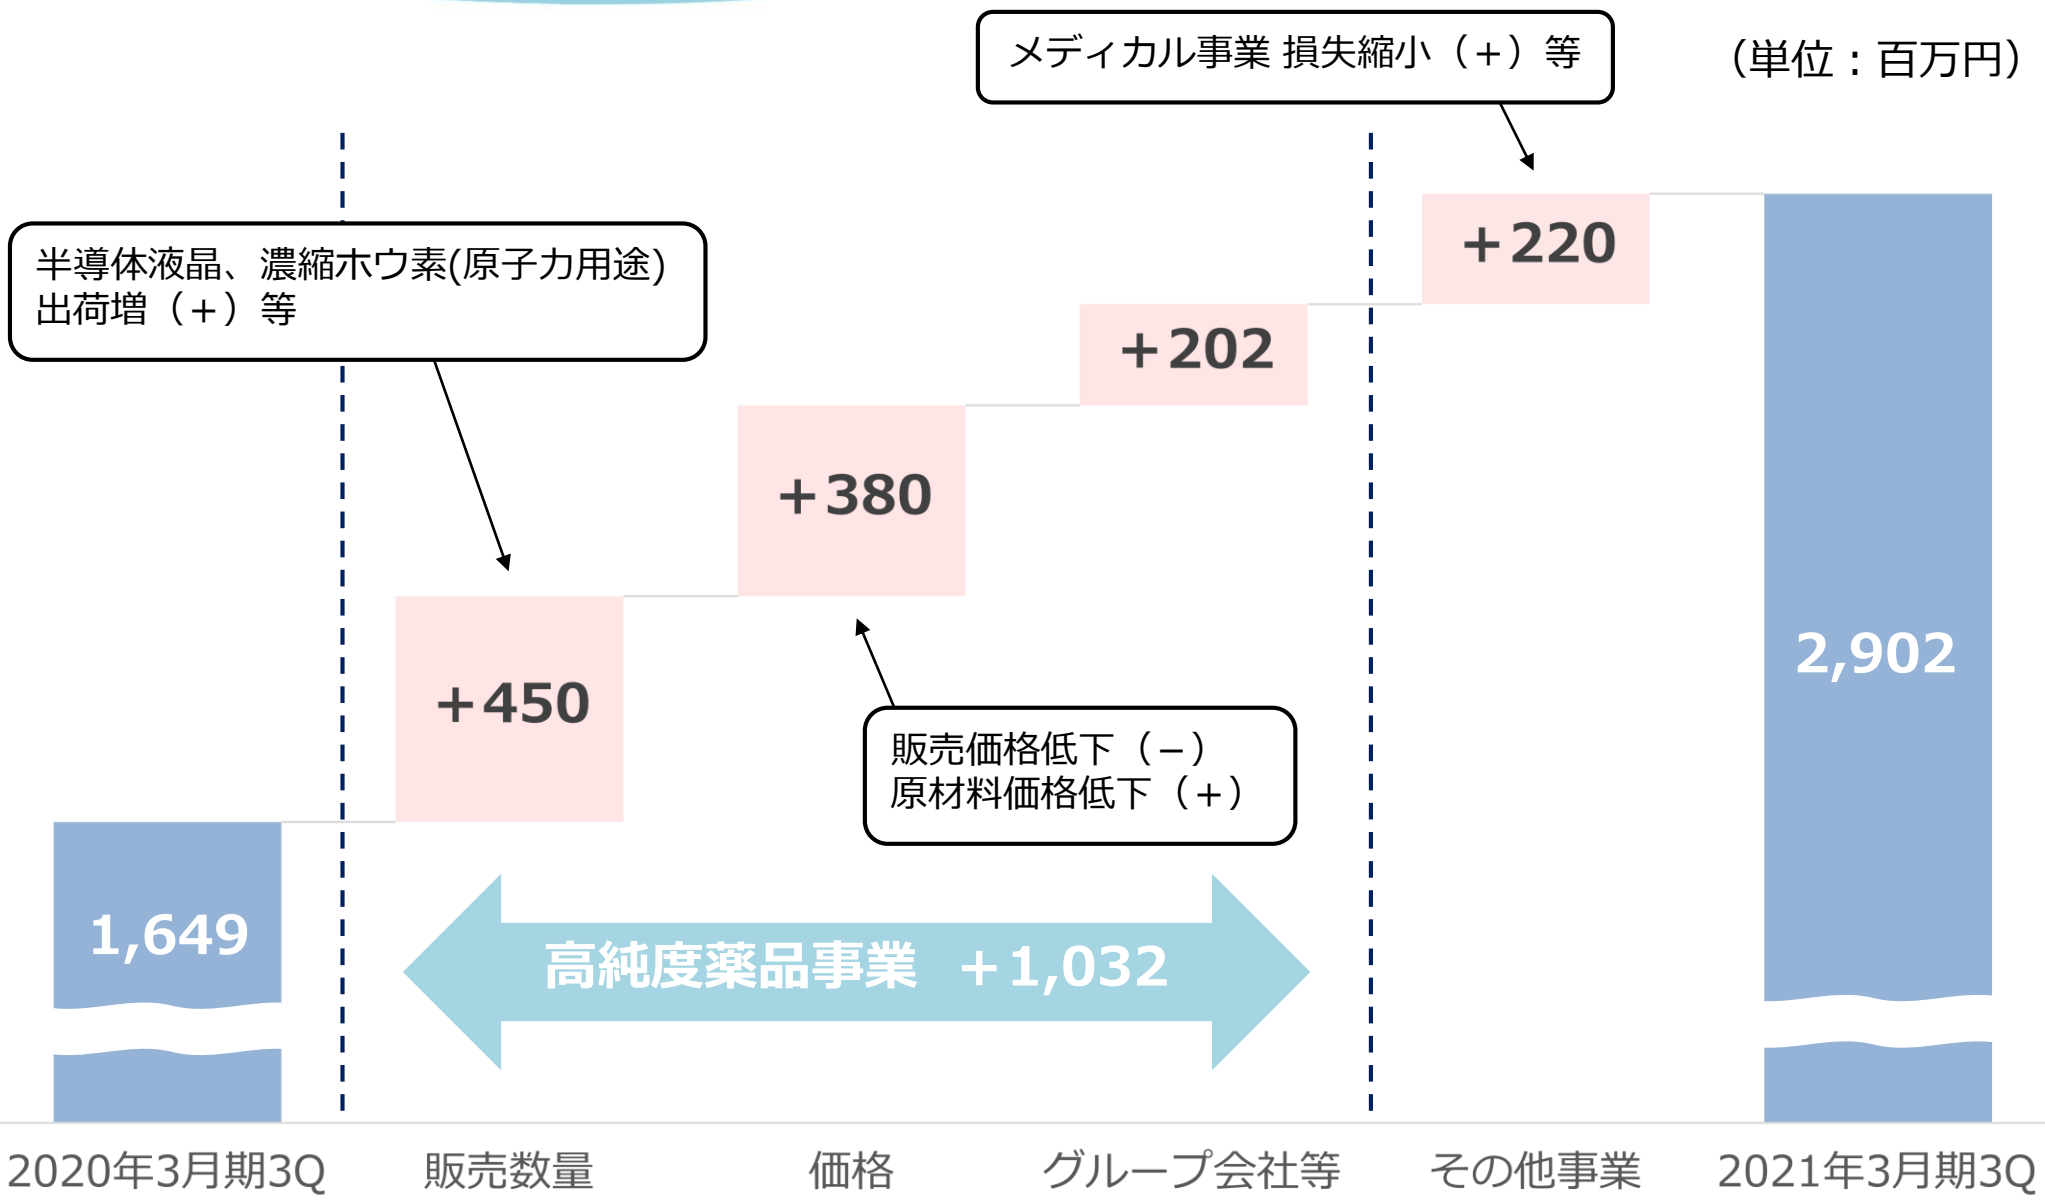 メディカル事業 損失縮小（+）等
（単位：百万円）
半導体液晶、濃縮ホウ素(原子力用途)
出荷増（+）等
+220
+202
+380
+450
2,902
販売価格低下（−）
原材料価格低下（+）
1,649
高純度薬品事業 +1,032
2020年3月期3Q
販売数量
価格
グループ会社等
その他事業
2021年3月期3Q